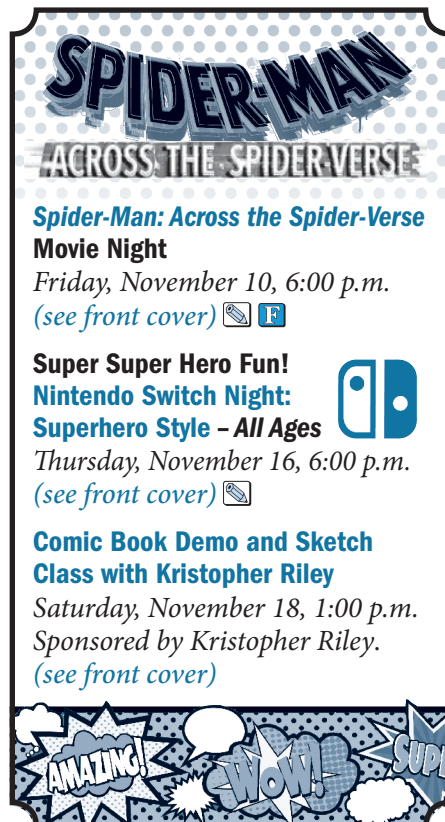 SPIDER-MAN
ACROSS THE SPIDER-VERSE
Spider-Man: Across the Spider-Verse
Movie Night
Friday, November 10, 6:00 p.m.
(see front cover) F
Super Super Hero Fun!
Nintendo Switch Night:
Superhero Style – All Ages
Thursday, November 16, 6:00 p.m.
(see front cover)
Comic Book Demo and Sketch
Class with Kristopher Riley
Saturday, November 18, 1:00 p.m.
Sponsored by Kristopher Riley.
(see front cover)
AMAZING!
WOW!
SUP